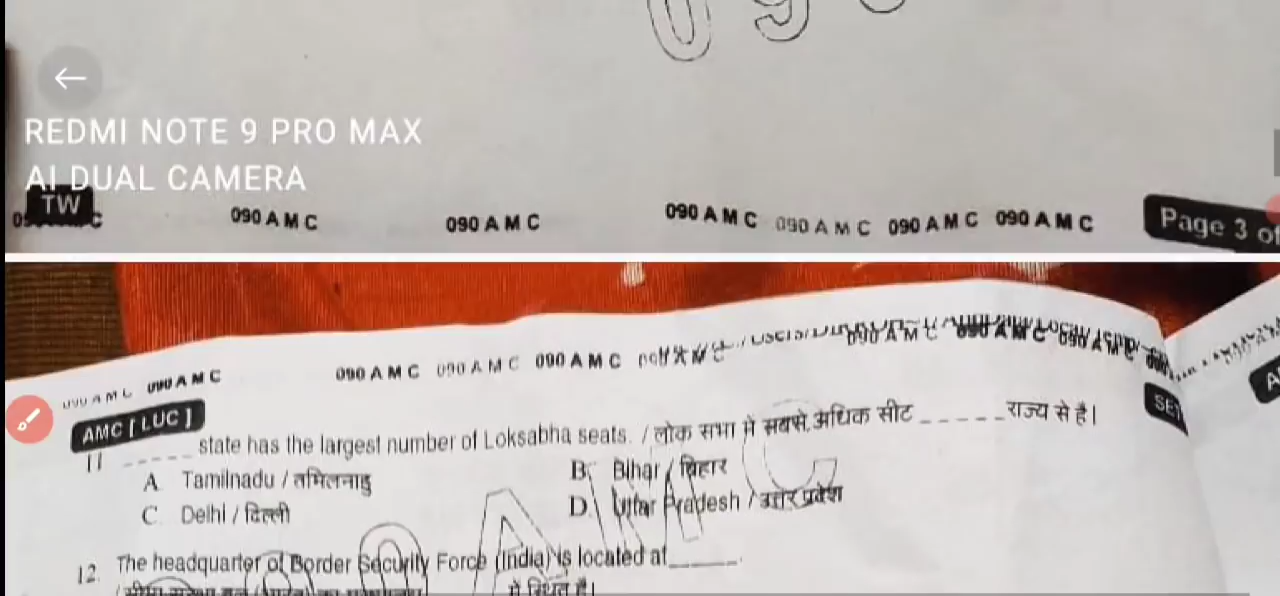 REDMI NOTE 9 PRO MAX
AI DUAL CAMERA
TW
090 A M C 090 A M C 090 A M C 090 A M C 090 A M C 090 A M C
Page 3 of
090 A M C 090 A M C 090 A M C 090 A M C
090 A M C 090 A M C 090 A M C
AMC [ LUC ]
11 _____ state has the largest number of Loksabha seats. / लोक सभा मे सबसे अधिक सीट _____ राज्य से है।
A. Tamilnadu / तमिलनाडु
B. Bihar / बिहार
C. Delhi / दिल्ली
D. Uttar Pradesh / उत्तर प्रदेश
12. The headquarter of Border Security Force (India) is located at_____.
में स्थित है।